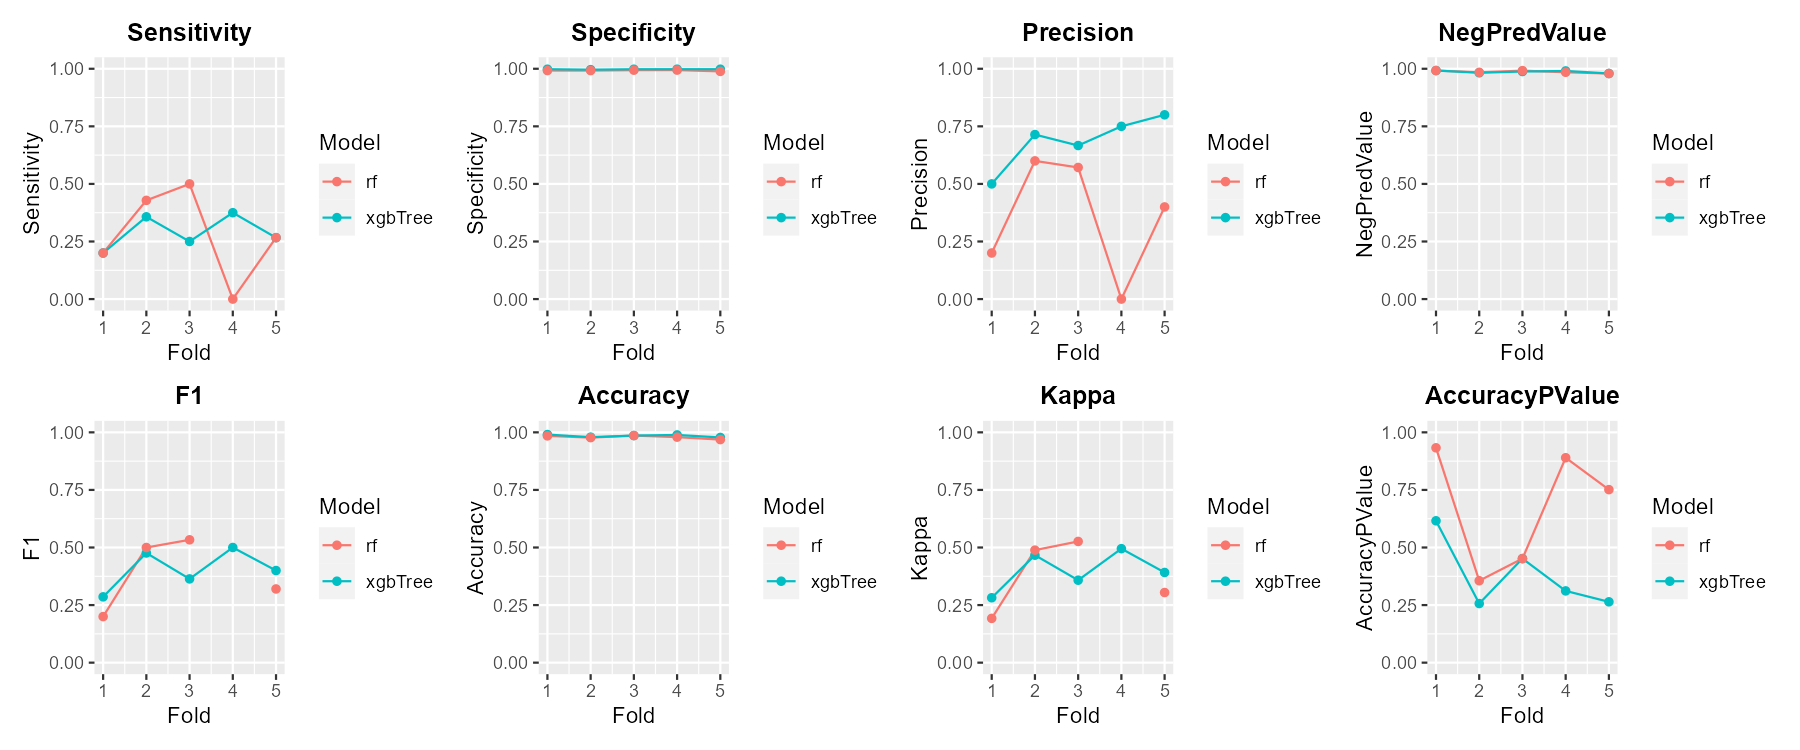 Sensitivity
Specificity
Precision
NegPredValue
Sensitivity
1.00
0.75
0.50
0.25
0.00
1 2 3 4 5
Fold
Model
rf
xgbTree
Specificity
1.00
0.75
0.50
0.25
0.00
1 2 3 4 5
Fold
Model
rf
xgbTree
Precision
1.00
0.75
0.50
0.25
0.00
1 2 3 4 5
Fold
Model
rf
xgbTree
NegPredValue
1.00
0.75
0.50
0.25
0.00
1 2 3 4 5
Fold
Model
rf
xgbTree
F1
Accuracy
Kappa
AccuracyPValue
F1
1.00
0.75
0.50
0.25
0.00
1 2 3 4 5
Fold
Model
rf
xgbTree
Accuracy
1.00
0.75
0.50
0.25
0.00
1 2 3 4 5
Fold
Model
rf
xgbTree
Kappa
1.00
0.75
0.50
0.25
0.00
1 2 3 4 5
Fold
Model
rf
xgbTree
AccuracyPValue
1.00
0.75
0.50
0.25
0.00
1 2 3 4 5
Fold
Model
rf
xgbTree